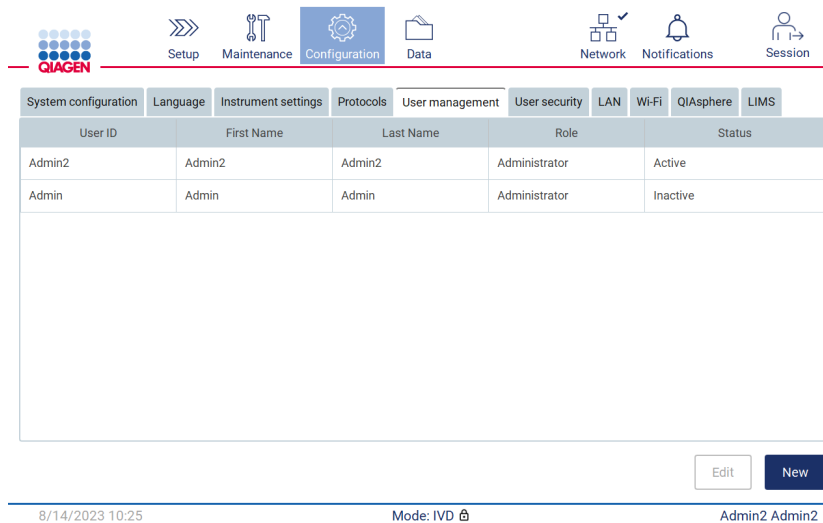 Setup Maintenance Configuration Data Network Notifications Session
QIAGEN
System configuration Language Instrument settings Protocols User management User security LAN Wi-Fi QIAsphere LIMS
User ID First Name Last Name Role Status
Admin2 Admin2 Admin2 Administrator Active
Admin Admin Admin Administrator Inactive
Edit New
8/14/2023 10:25 Mode: IVD Admin2 Admin2